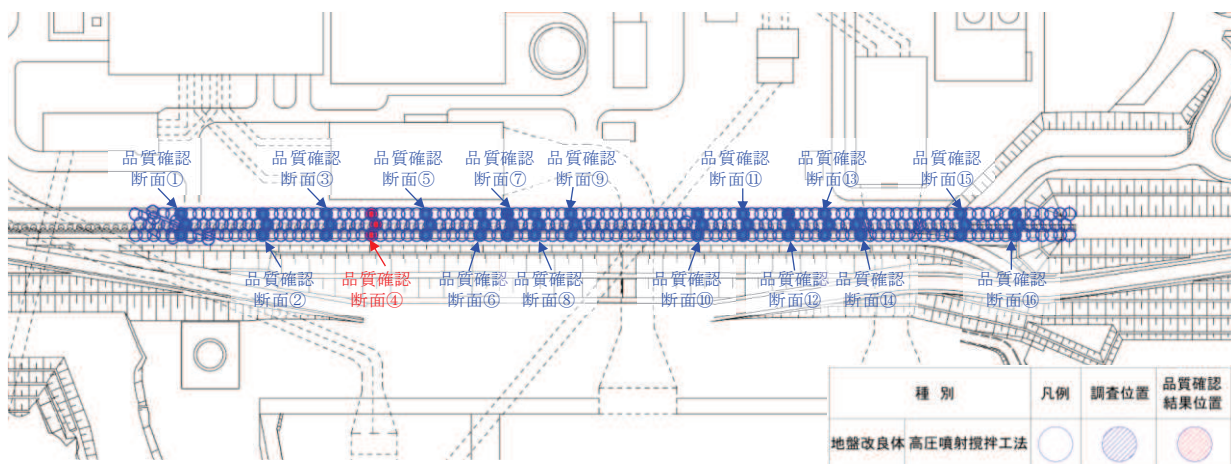 品質確認
断面①
品質確認
断面③
品質確認
断面⑤
品質確認
断面⑦
品質確認
断面⑨
品質確認
断面⑪
品質確認
断面⑬
品質確認
断面⑮
品質確認
断面②
品質確認
断面④
品質確認
断面⑥
品質確認
断面⑧
品質確認
断面⑩
品質確認
断面⑫
品質確認
断面⑭
品質確認
断面⑯
種 別 凡例 調査位置 品質確認
結果位置
地盤改良体 高圧噴射攪拌工法